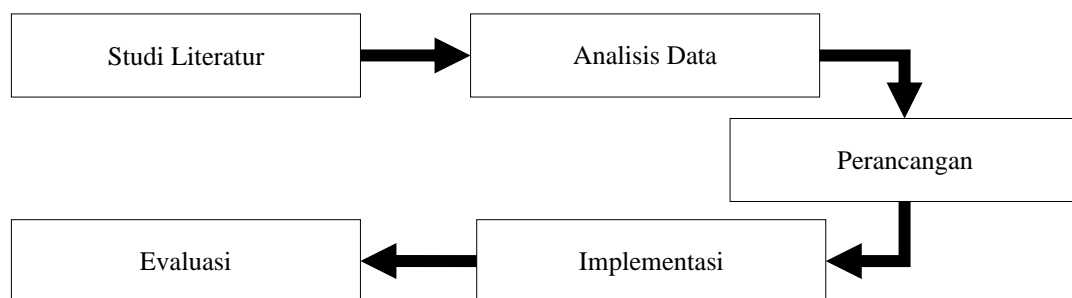 Studi Literatur
Analisis Data
Perancangan
Implementasi
Evaluasi